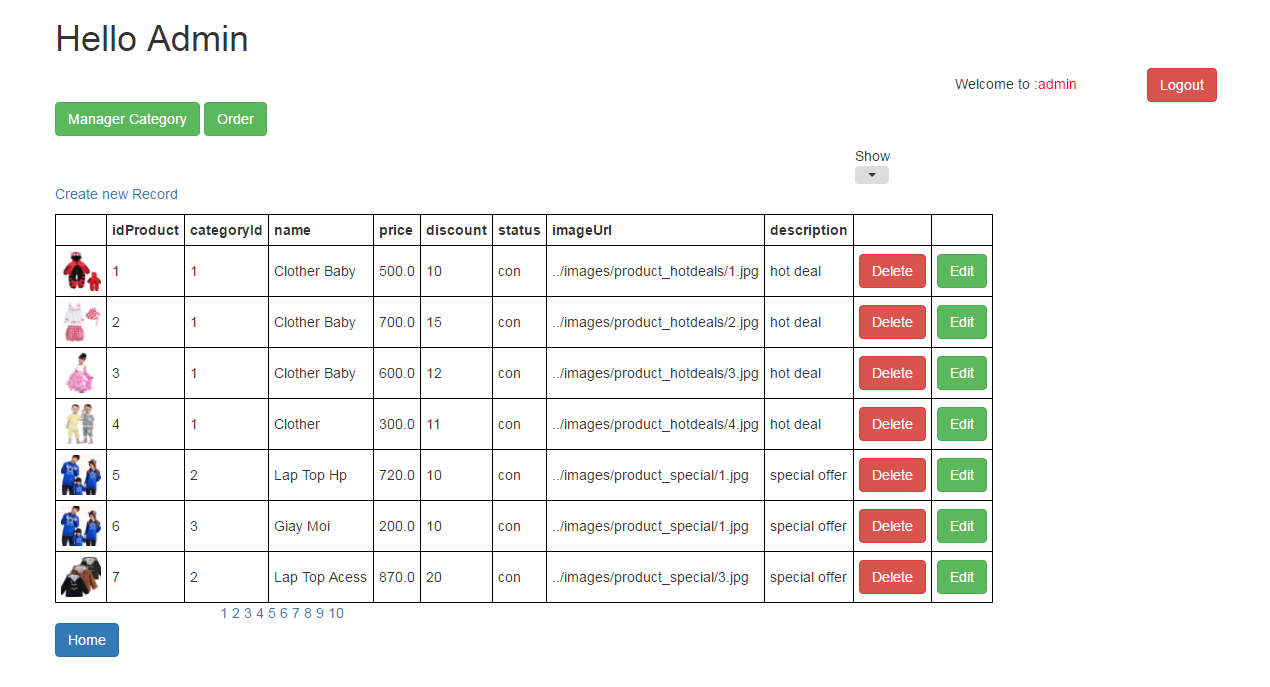 Hello Admin
Welcome to :admin Logout
Manager Category Order
Show
Create new Record
idProduct categoryId name price discount status imageUrl description
1 1 Clother Baby 500.0 10 con ../images/product_hotdeals/1.jpg hot deal Delete Edit
2 1 Clother Baby 700.0 15 con ../images/product_hotdeals/2.jpg hot deal Delete Edit
3 1 Clother Baby 600.0 12 con ../images/product_hotdeals/3.jpg hot deal Delete Edit
4 1 Clother 300.0 11 con ../images/product_hotdeals/4.jpg hot deal Delete Edit
5 2 Lap Top Hp 720.0 10 con ../images/product_special/1.jpg special offer Delete Edit
6 3 Giay Moi 200.0 10 con ../images/product_special/1.jpg special offer Delete Edit
7 2 Lap Top Acess 870.0 20 con ../images/product_special/3.jpg special offer Delete Edit
1 2 3 4 5 6 7 8 9 10
Home